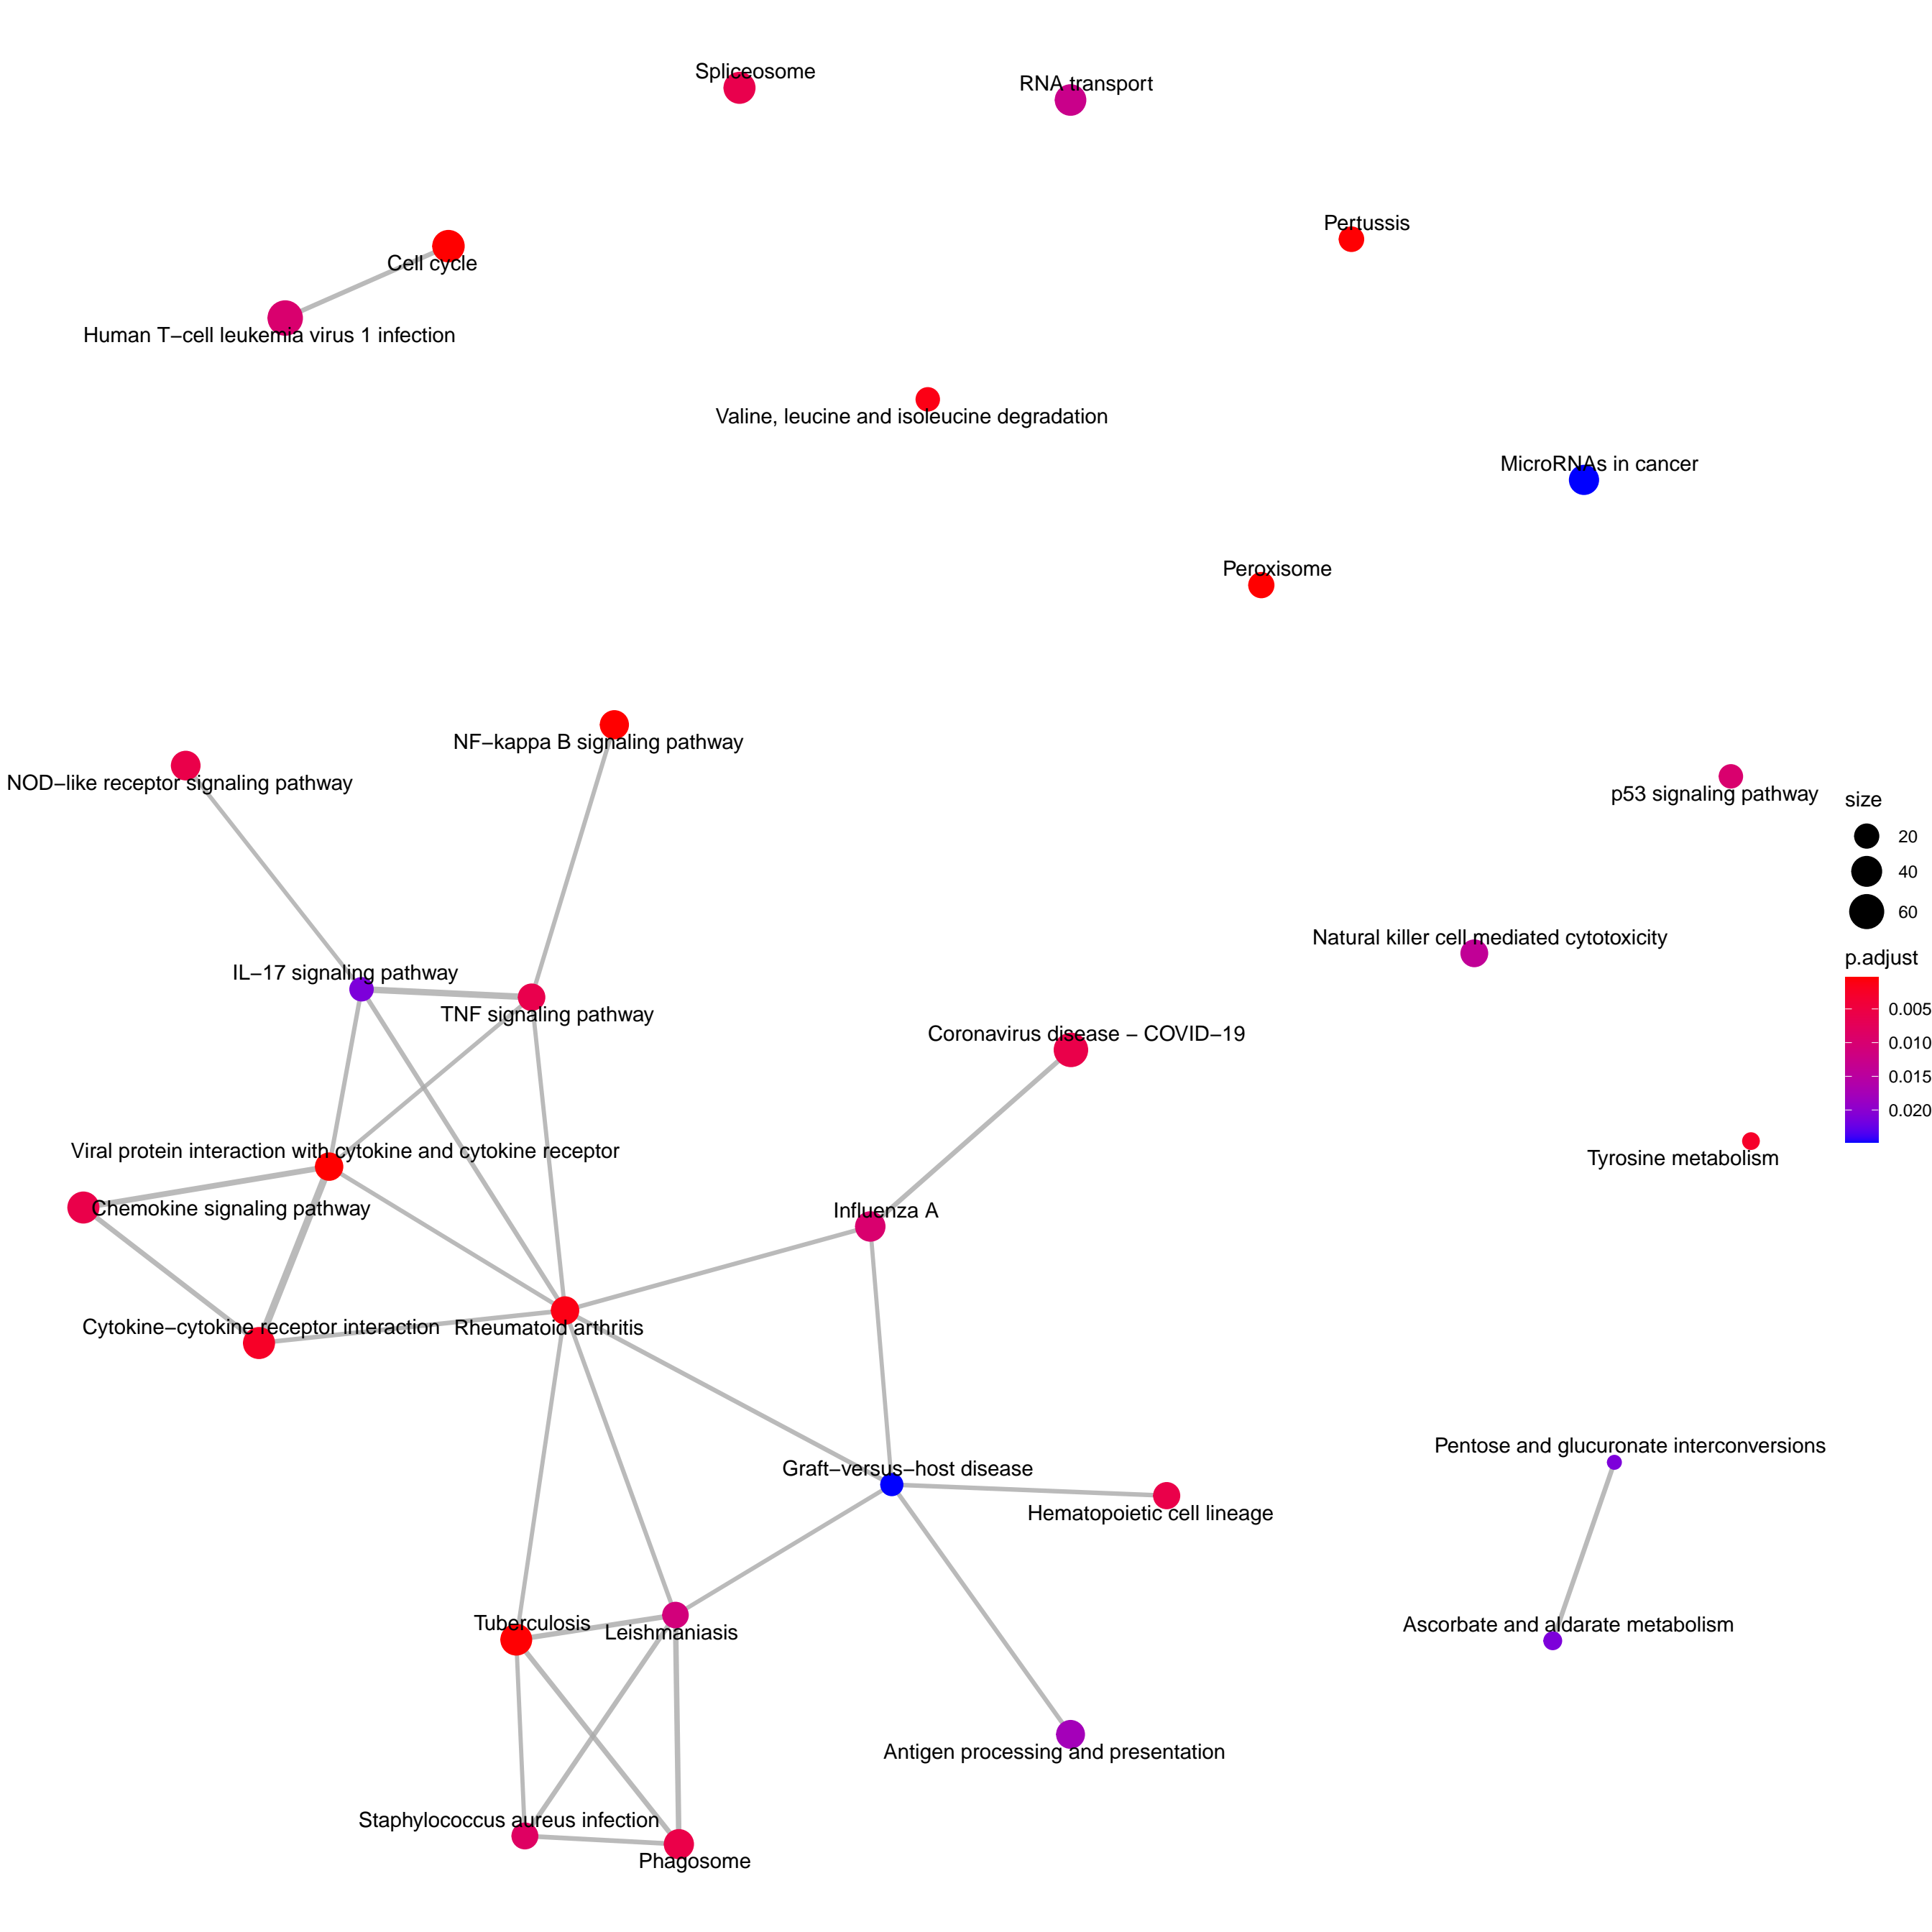 Spliceosome
RNA transport
Pertussis
Cell cycle
Human T−cell leukemia virus 1 infection
Valine, leucine and isoleucine degradation
MicroRNAs in cancer
Peroxisome
NF−kappa B signaling pathway
NOD−like receptor signaling pathway
p53 signaling pathway
size
20
40
60
Natural killer cell mediated cytotoxicity
p.adjust
0.005
0.010
0.015
0.020
IL−17 signaling pathway
TNF signaling pathway
Coronavirus disease − COVID−19
Viral protein interaction with cytokine and cytokine receptor
Tyrosine metabolism
Chemokine signaling pathway
Influenza A
Cytokine−cytokine receptor interaction
Rheumatoid arthritis
Pentose and glucuronate interconversions
Graft−versus−host disease
Hematopoietic cell lineage
Tuberculosis
Leishmaniasis
Ascorbate and aldarate metabolism
Antigen processing and presentation
Staphylococcus aureus infection
Phagosome